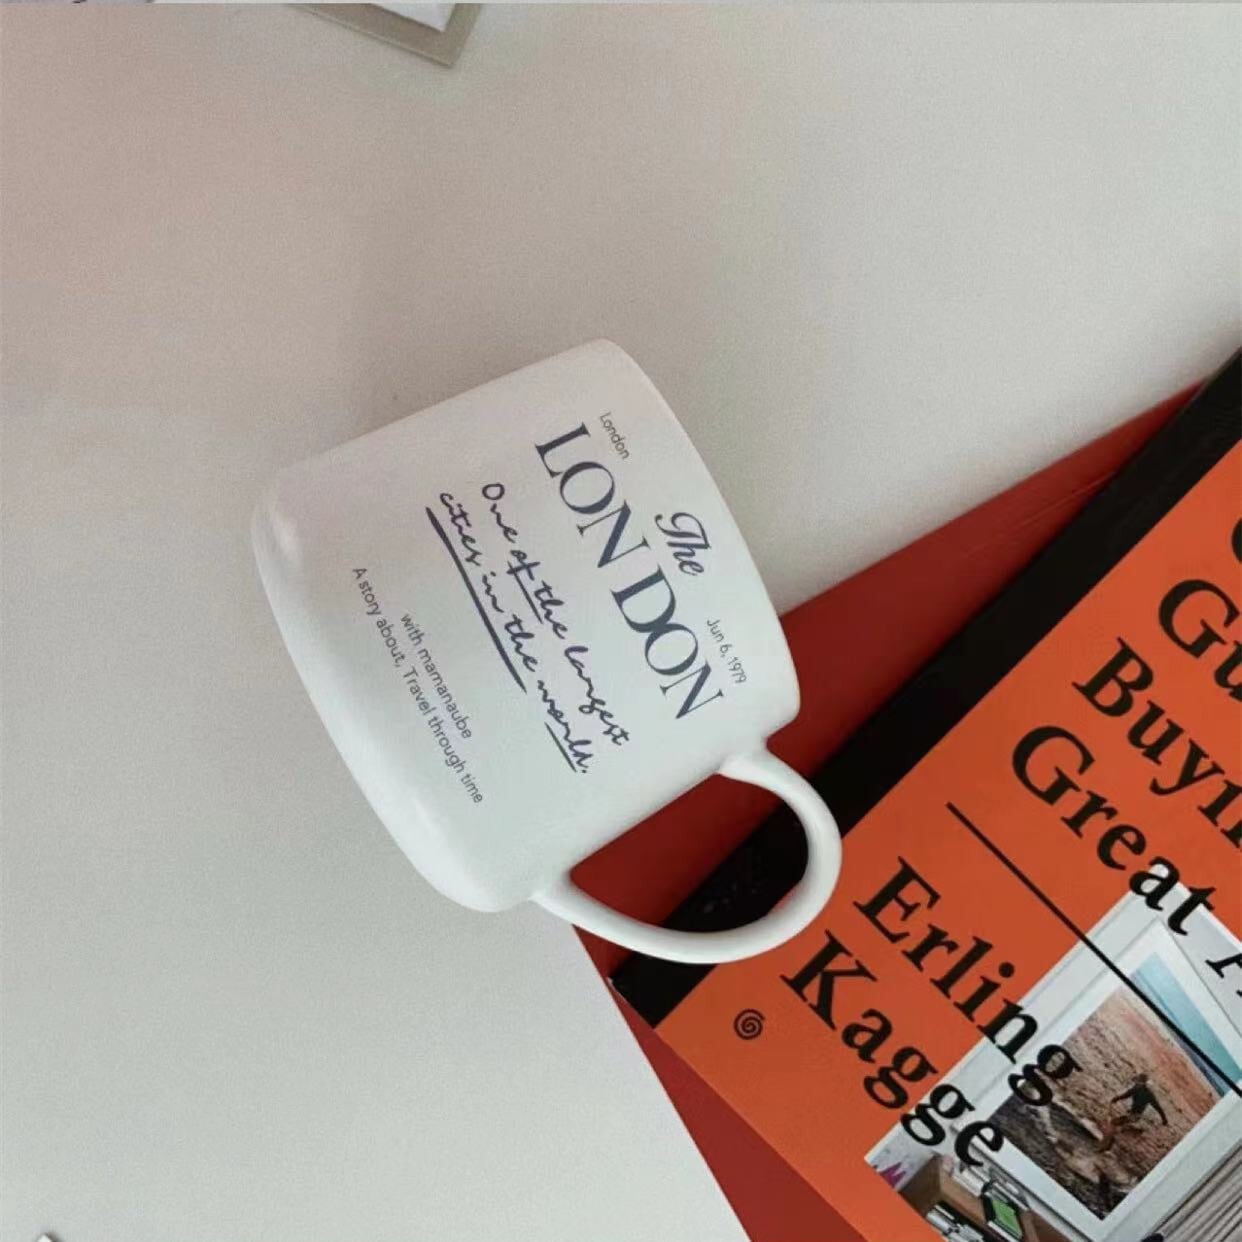 The
London
Jun 6, 1979
LONDON
One of the largest
cities in the world.
with mamanaube
A story about, Travel through time
Buyin
Great
Erling
Kagge